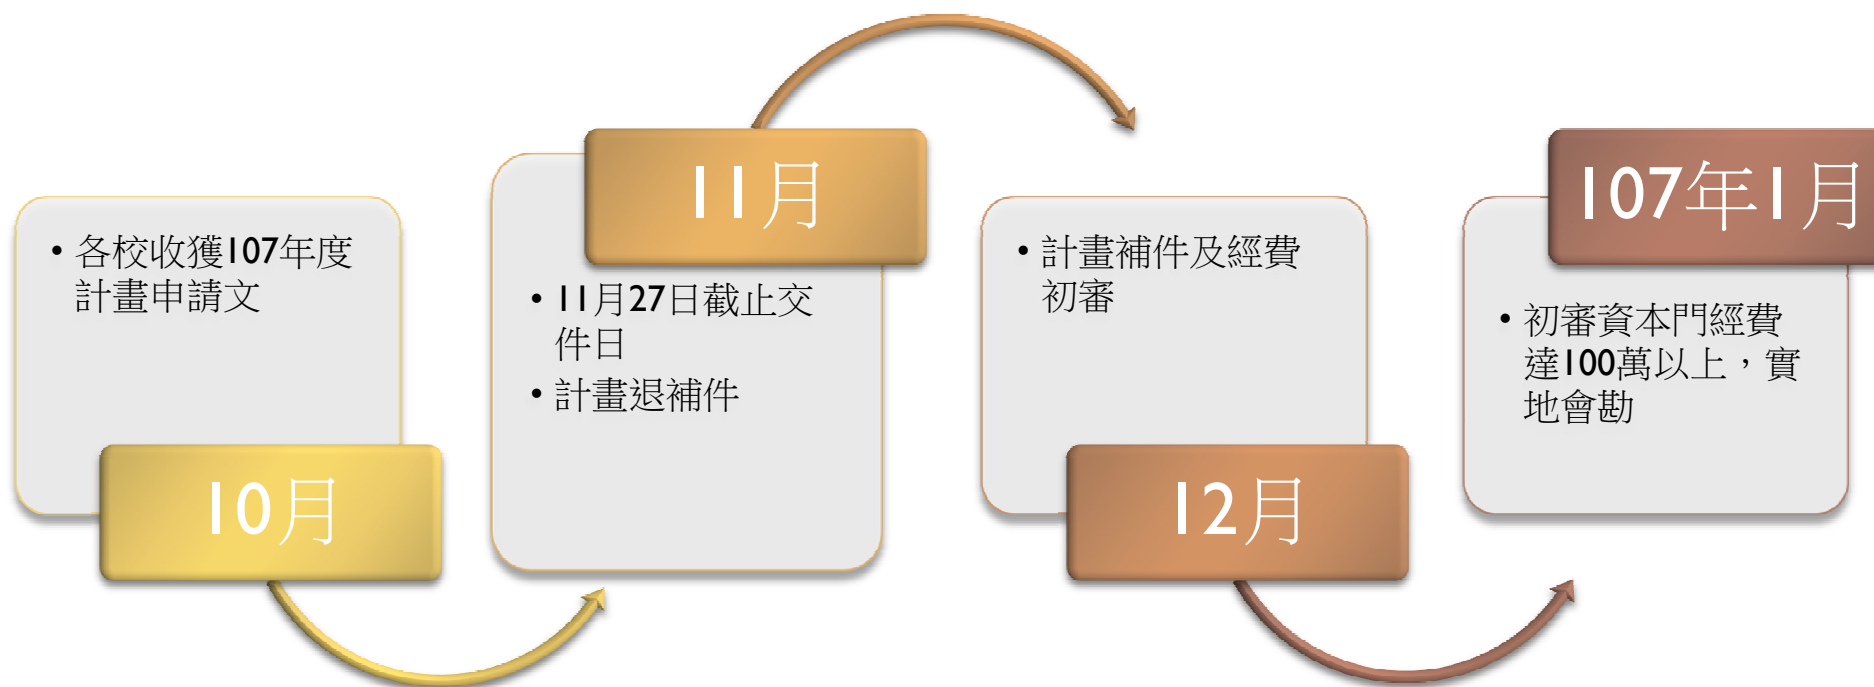 • 各校收獲107年度
計畫申請文
10月
11月
• 11月27日截止交
件日
• 計畫退補件
• 計畫補件及經費
初審
12月
107年1月
• 初審資本門經費
達100萬以上，實
地會勘